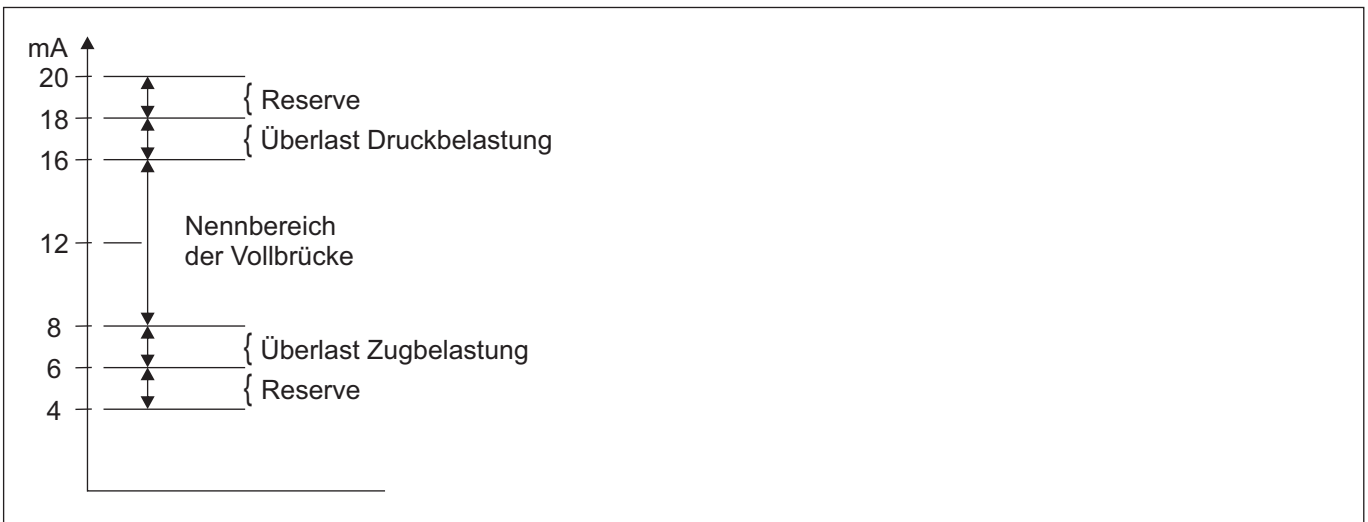 mA
20
{ Reserve
18
{ Überlast Druckbelastung
16
Nennbereich
12
der Vollbrücke
8
{ Überlast Zugbelastung
6
{ Reserve
4